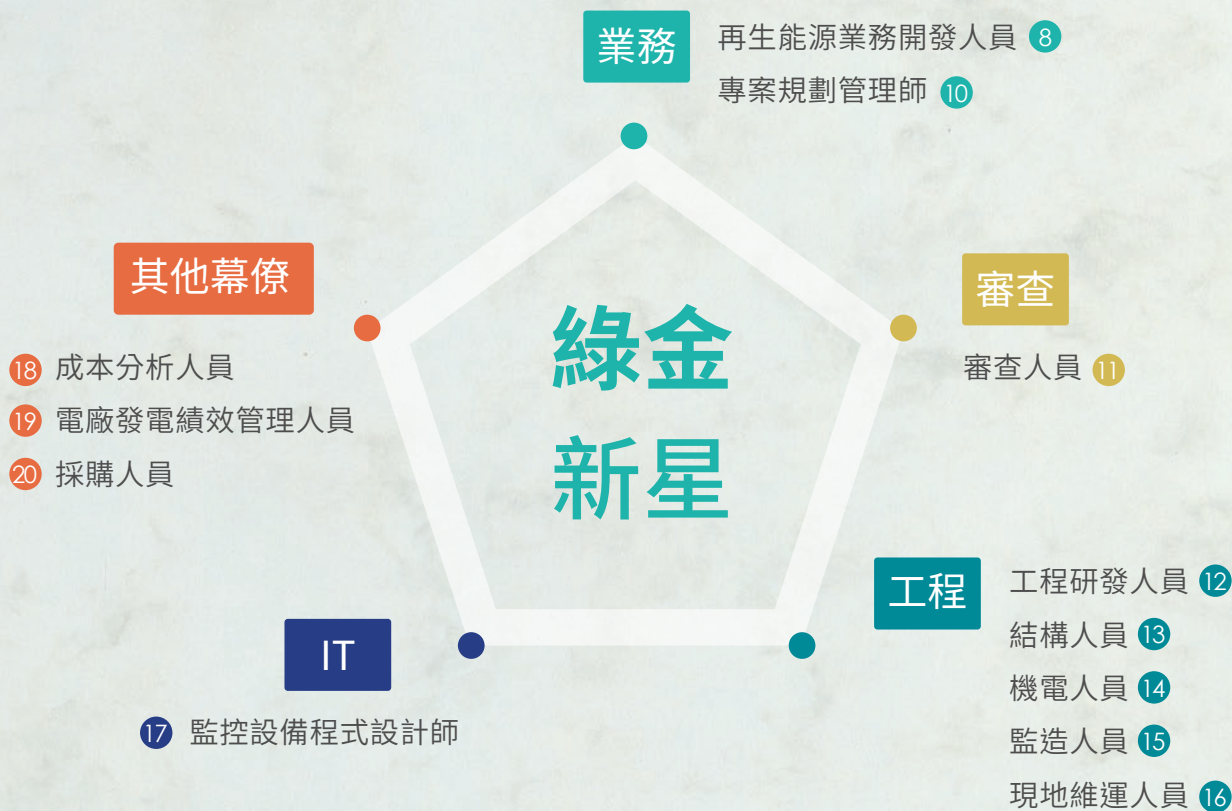 業務
再生能源業務開發人員 8
專案規劃管理師 10
其他幕僚
18 成本分析人員
19 電廠發電績效管理人員
20 採購人員
綠金
新星
審查
審查人員 11
工程
工程研發人員 12
結構人員 13
機電人員 14
監造人員 15
現地維運人員 16
IT
17 監控設備程式設計師